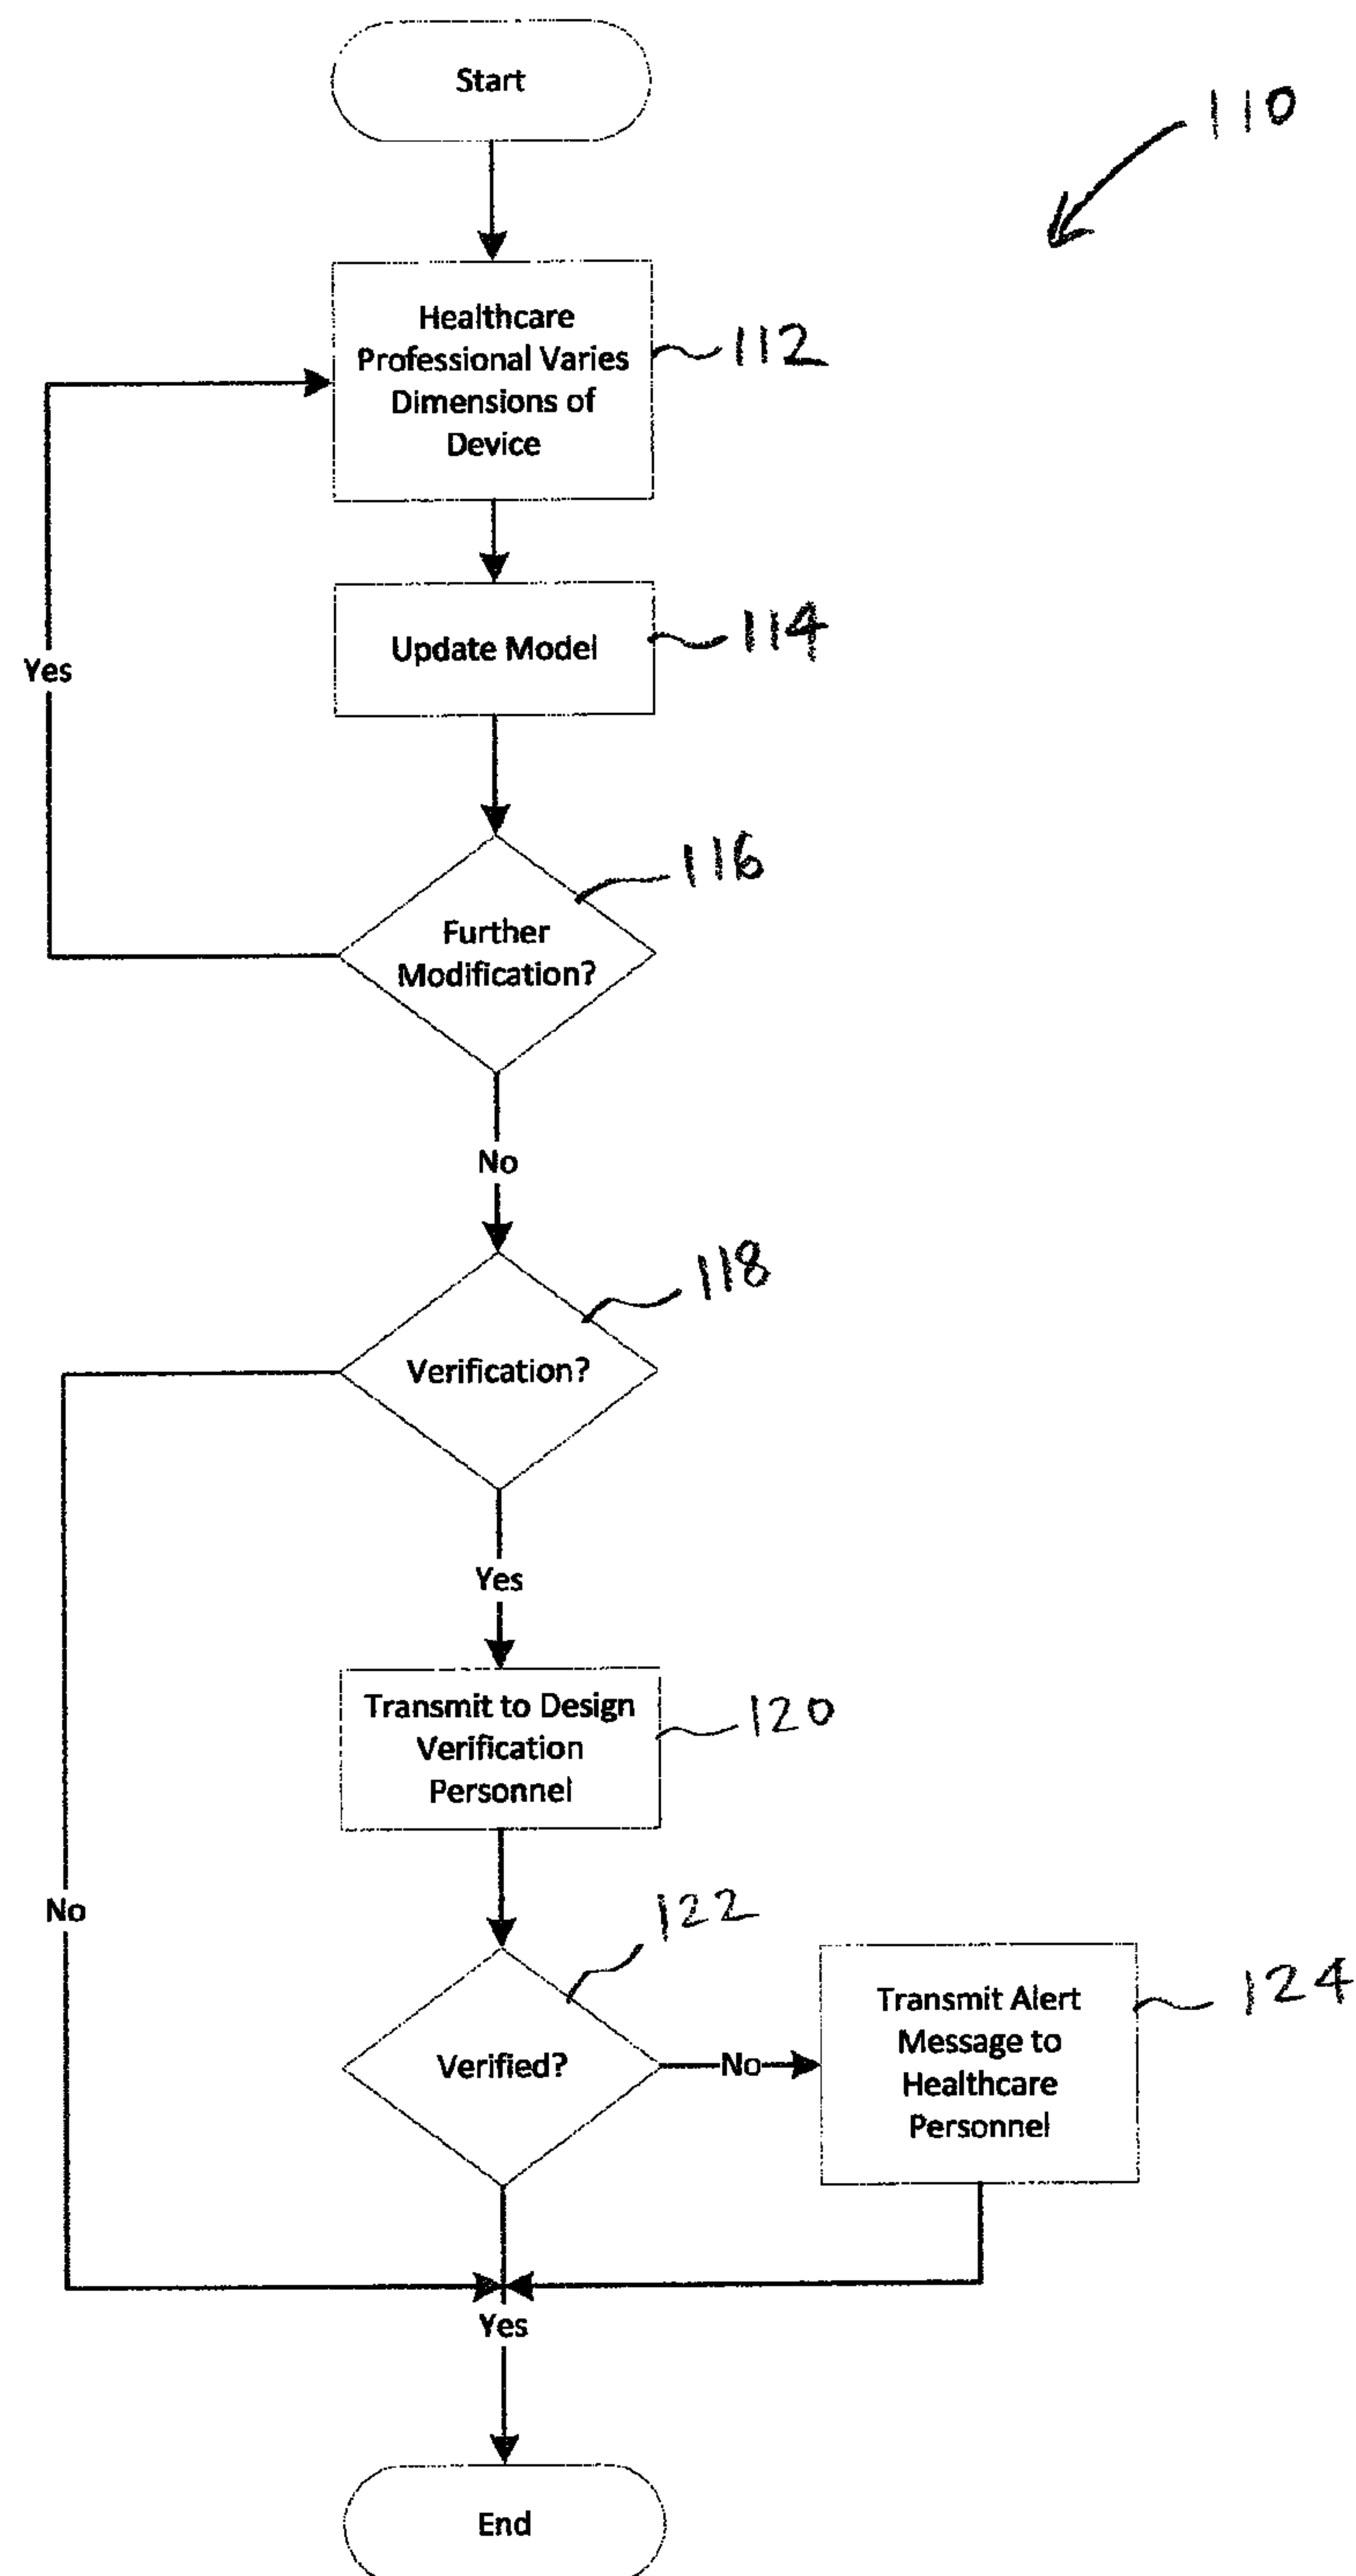 Start
110
Healthcare
Professional Varies
Dimensions of
Device
112
Update Model
114
Yes
116
Further
Modification?
No
118
Verification?
Yes
Transmit to Design
Verification
Personnel
120
No
122
Verified?
No
Transmit Alert
Message to
Healthcare
Personnel
124
Yes
End